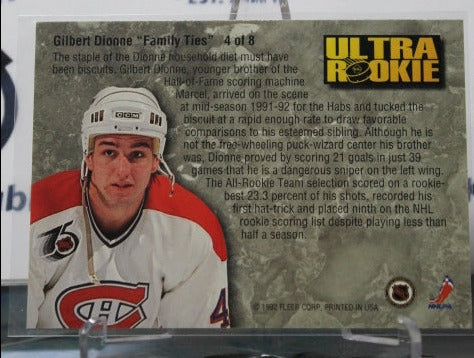 Gilbert Dionne "Family Ties" 4 of 8
ULTRA
ROOKIE
The staple of the Dionne household diet must have
been biscuits. Gilbert Dionne, younger brother of the
Hall-of-Fame scoring machine
Marcel, arrived on the scene
at mid-season 1991-92 for the Habs and tucked the
biscuit at a rapid enough rate to draw favorable
comparisons to his esteemed sibling. Although he is
not the free-wheeling puck-wizard center his brother
was, Dionne proved by scoring 21 goals in just 39
games that he is a dangerous sniper on the left wing.
The All-Rookie Team selection scored on a rookie-
best 23.3 percent of his shots, recorded his
first hat-trick and placed ninth on the NHL
rookie scoring list despite playing less than
half a season.
CCM
75
4
© 1992 FLEER CORP. PRINTED IN USA
NHL
NHLPA